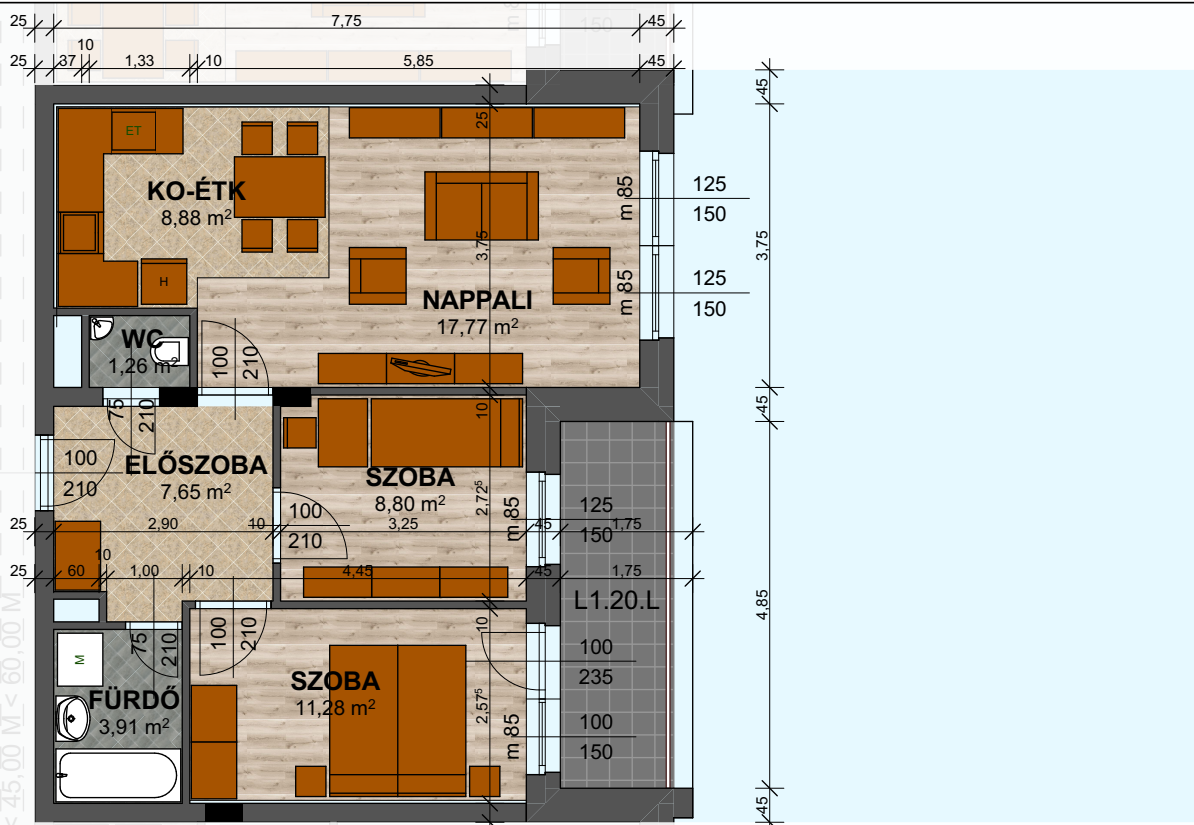 150
25 7,75 45
10
25 37 1,33 10 5,85 45
45
25
ET
KO-ÉTK
8,88 m²
m 85
125
150
3,75
3,75
H
m 85
125
150
NAPPALI
17,77 m²
WC
1,26 m²
100
210
75
210
10
45
100
210
ELŐSZOBA
7,65 m²
SZOBA
8,80 m²
2,72⁵
100
210
m 85
125
150
25 2,90 10 3,25 45 1,75
10
25 60 1,00 10 4,45 45 1,75
L1.20.L
4,85
75
210
100
210
10
M
100
235
FÜRDŐ
3,91 m²
SZOBA
11,28 m²
2,57⁵
m 85
100
150
45
< 45,00 M < 60,00 M